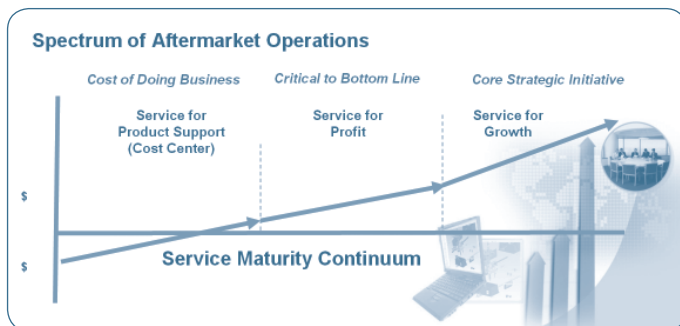 Spectrum of Aftermarket Operations
Cost of Doing Business
Critical to Bottom Line
Core Strategic Initiative
Service for
Product Support
(Cost Center)
Service for
Profit
Service for
Growth
$
$
Service Maturity Continuum